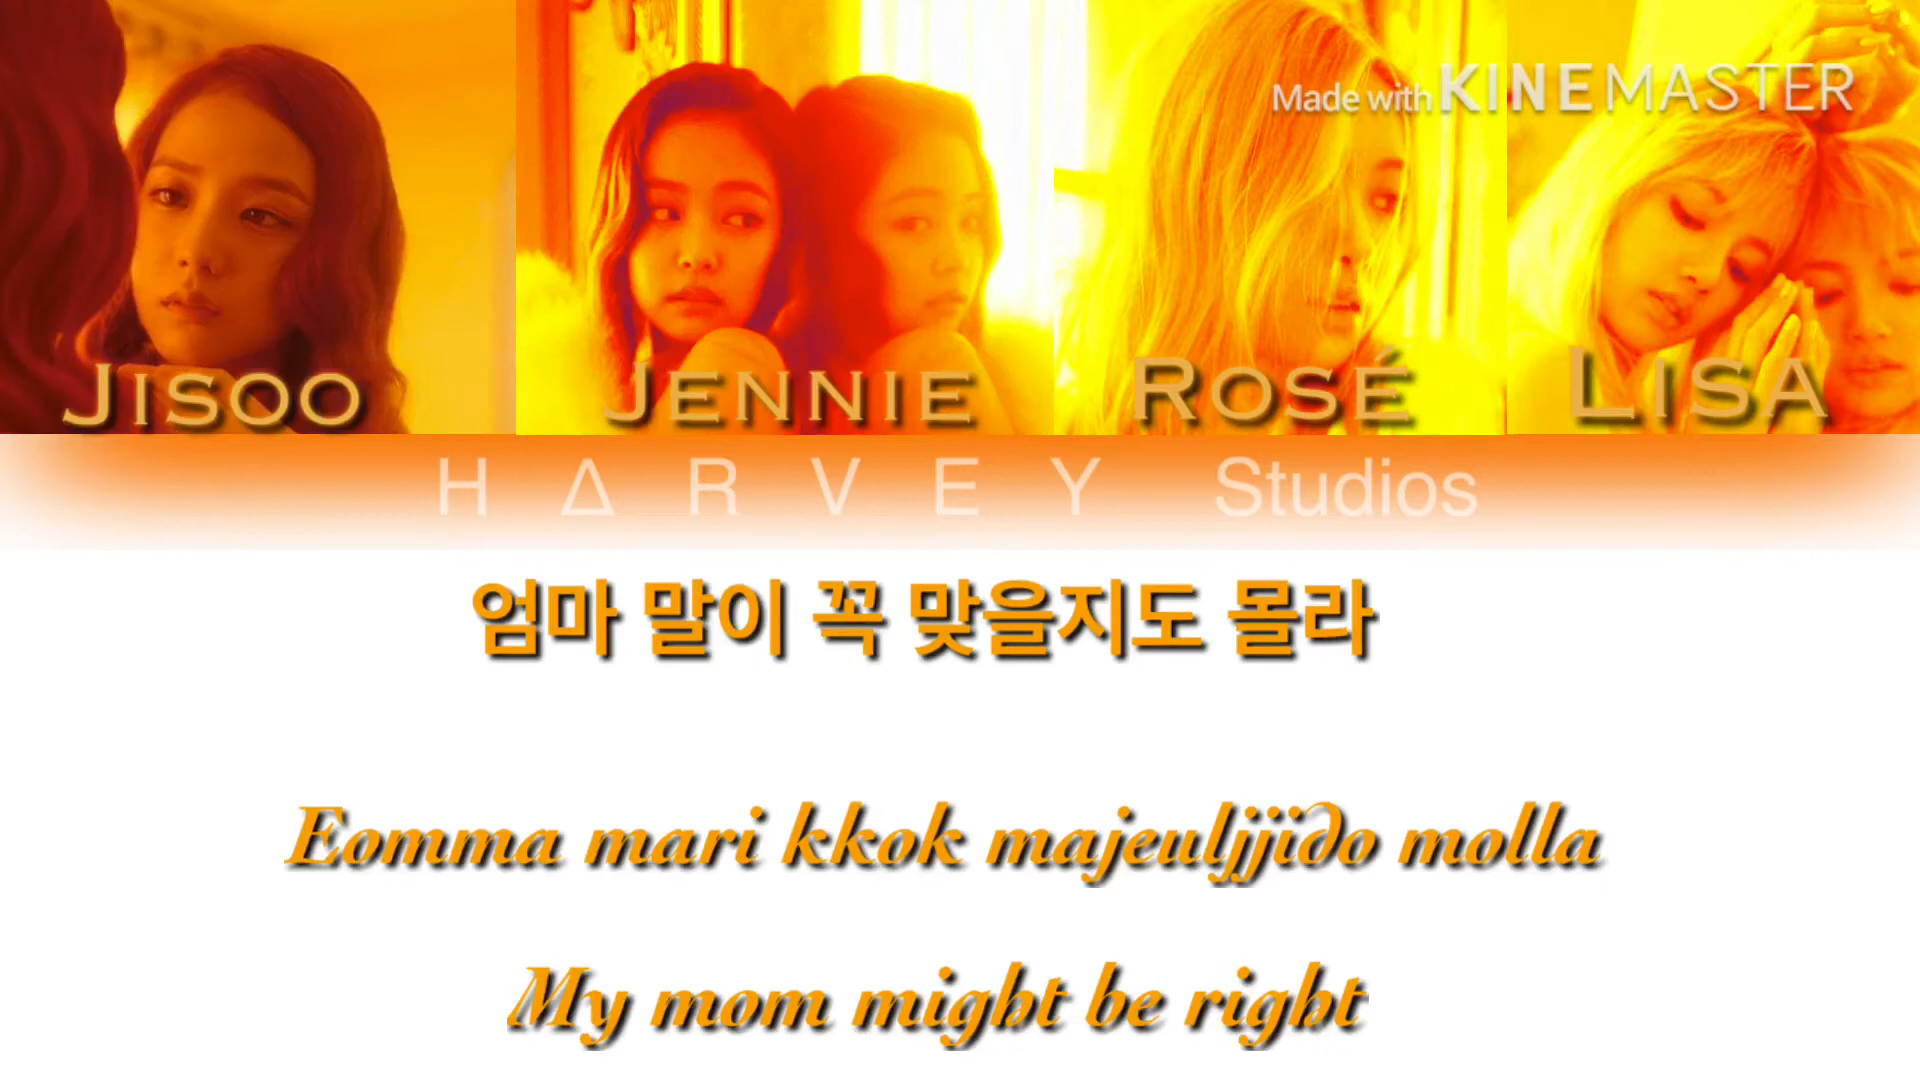 Made with KINEMASTER
JISOO JENNIE ROSÉ LISA
H Δ R V E Y Studios
엄마 말이 꼭 맞을지도 몰라
Eomma mari kkok majeuljjido molla
My mom might be right